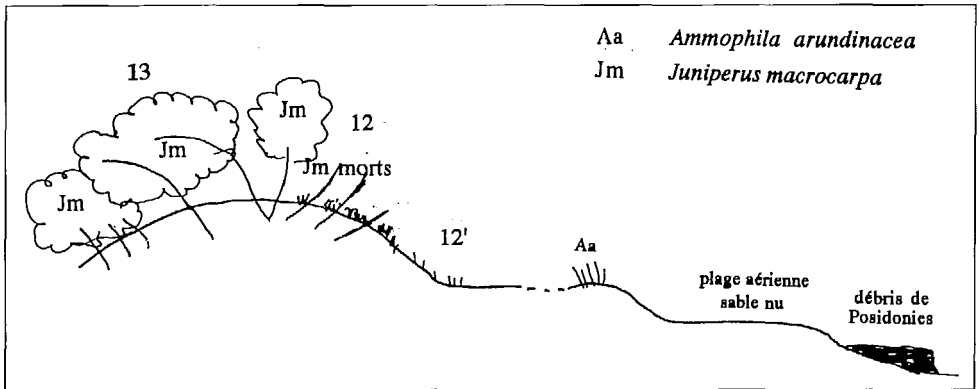 Aa Ammophila arundinacea
Jm Juniperus macrocarpa
13
Jm
12
Jm
Jm morts
Jm
12'
Aa
plage aérienne
sable nu
débris de
Posidonies